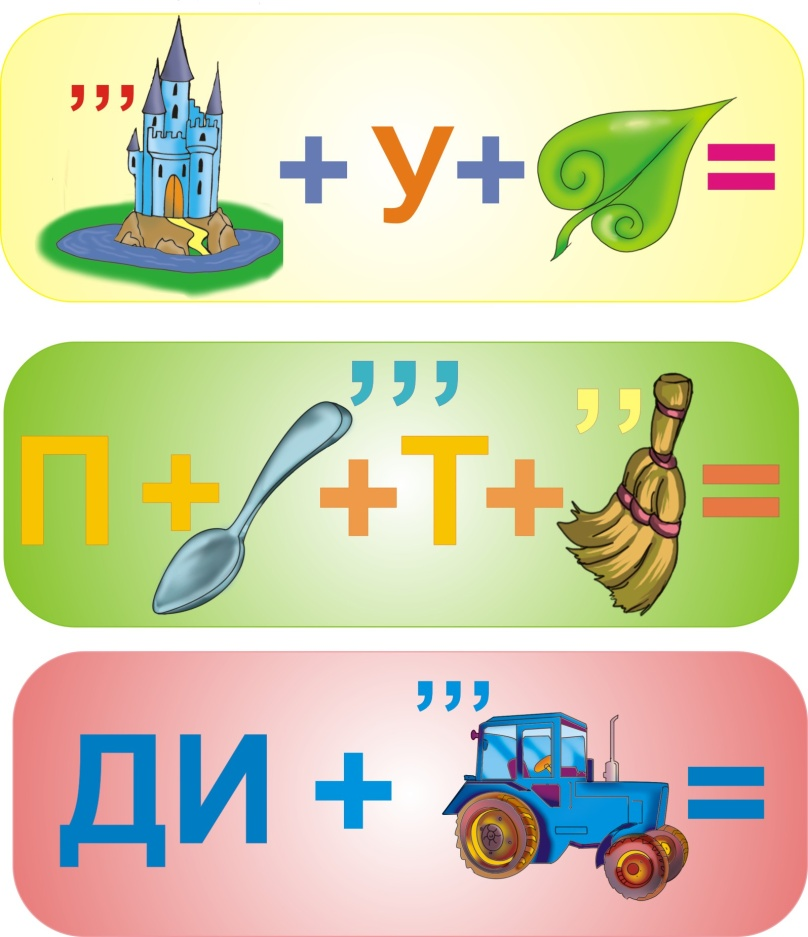 ,,, + У + =
П + ,,, + Т + ,, =
ДИ + ,,, =